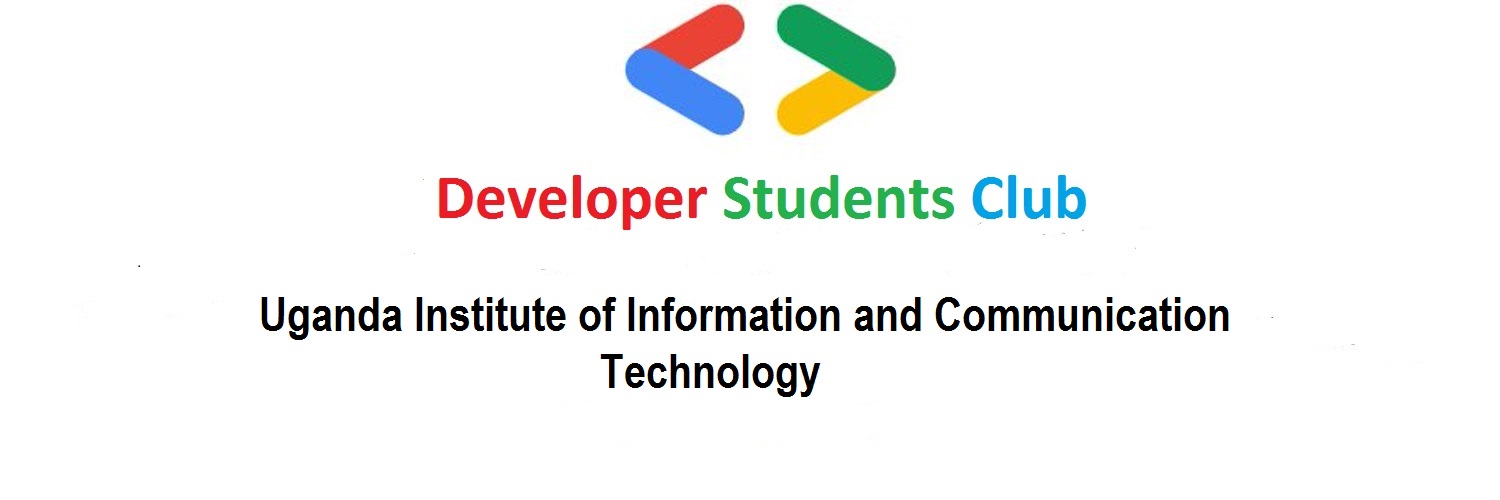 Developer Students Club
Uganda Institute of Information and Communication
Technology